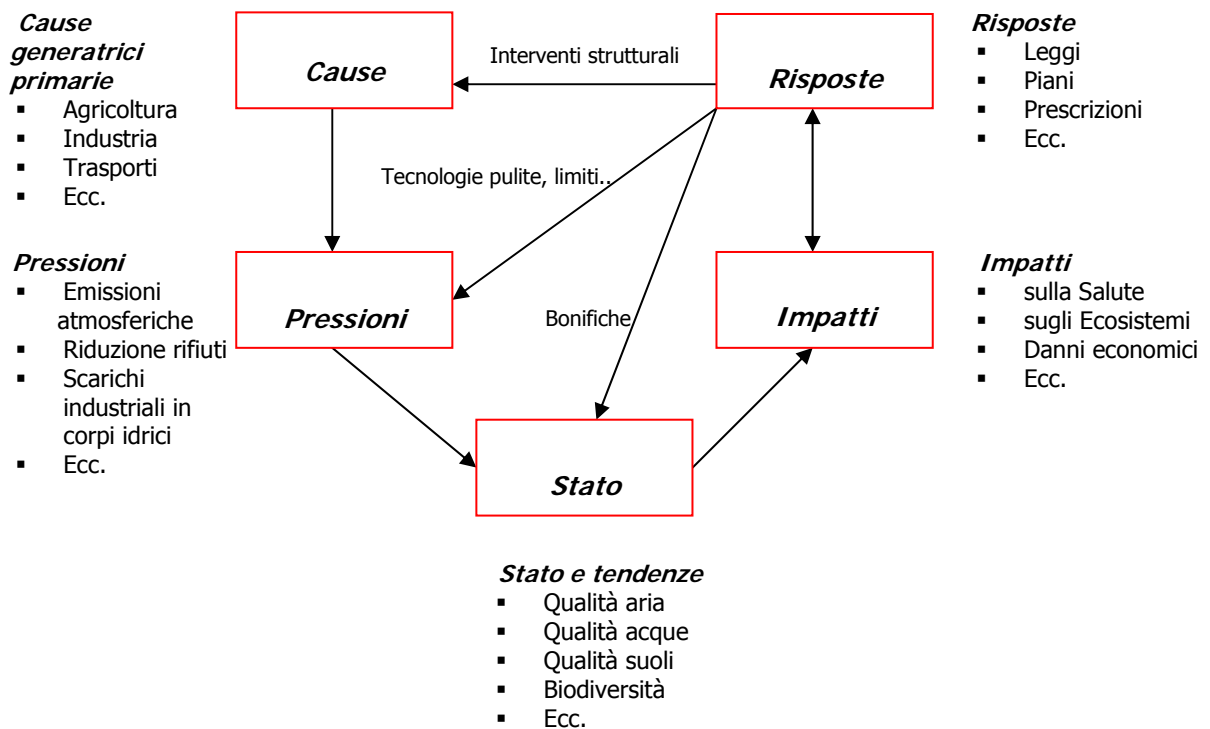 Cause
generatrici
primarie
▪ Agricoltura
▪ Industria
▪ Trasporti
▪ Ecc.
Cause
Interventi strutturali
Risposte
Risposte
▪ Leggi
▪ Piani
▪ Prescrizioni
▪ Ecc.
Tecnologie pulite, limiti..
Pressioni
▪ Emissioni
atmosferiche
▪ Riduzione rifiuti
▪ Scarichi
industriali in
corpi idrici
▪ Ecc.
Pressioni
Bonifiche
Impatti
Impatti
▪ sulla Salute
▪ sugli Ecosistemi
▪ Danni economici
▪ Ecc.
Stato
Stato e tendenze
▪ Qualità aria
▪ Qualità acque
▪ Qualità suoli
▪ Biodiversità
▪ Ecc.